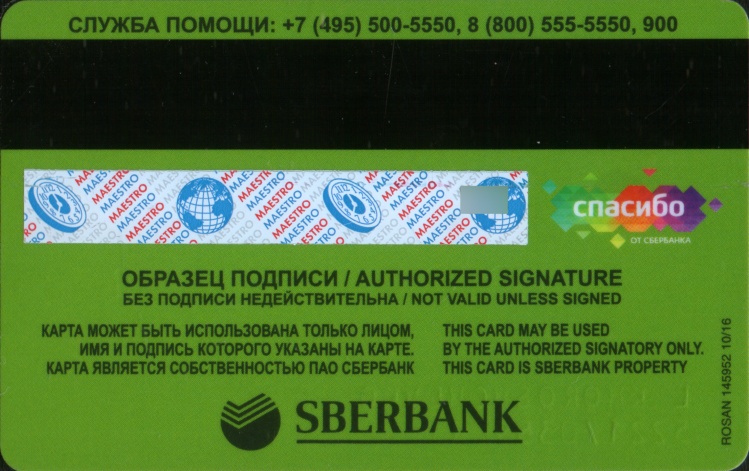 СЛУЖБА ПОМОЩИ: +7 (495) 500-5550, 8 (800) 555-5550, 900
MAESTRO MAESTRO MAESTRO
спасибо
ОТ СБЕРБАНКА
ОБРАЗЕЦ ПОДПИСИ / AUTHORIZED SIGNATURE
БЕЗ ПОДПИСИ НЕДЕЙСТВИТЕЛЬНА / NOT VALID UNLESS SIGNED
КАРТА МОЖЕТ БЫТЬ ИСПОЛЬЗОВАНА ТОЛЬКО ЛИЦОМ,
ИМЯ И ПОДПИСЬ КОТОРОГО УКАЗАНЫ НА КАРТЕ.
КАРТА ЯВЛЯЕТСЯ СОБСТВЕННОСТЬЮ ПАО СБЕРБАНК
THIS CARD MAY BE USED
BY THE AUTHORIZED SIGNATORY ONLY.
THIS CARD IS SBERBANK PROPERTY
ROSAN 145952 10/16
SBERBANK